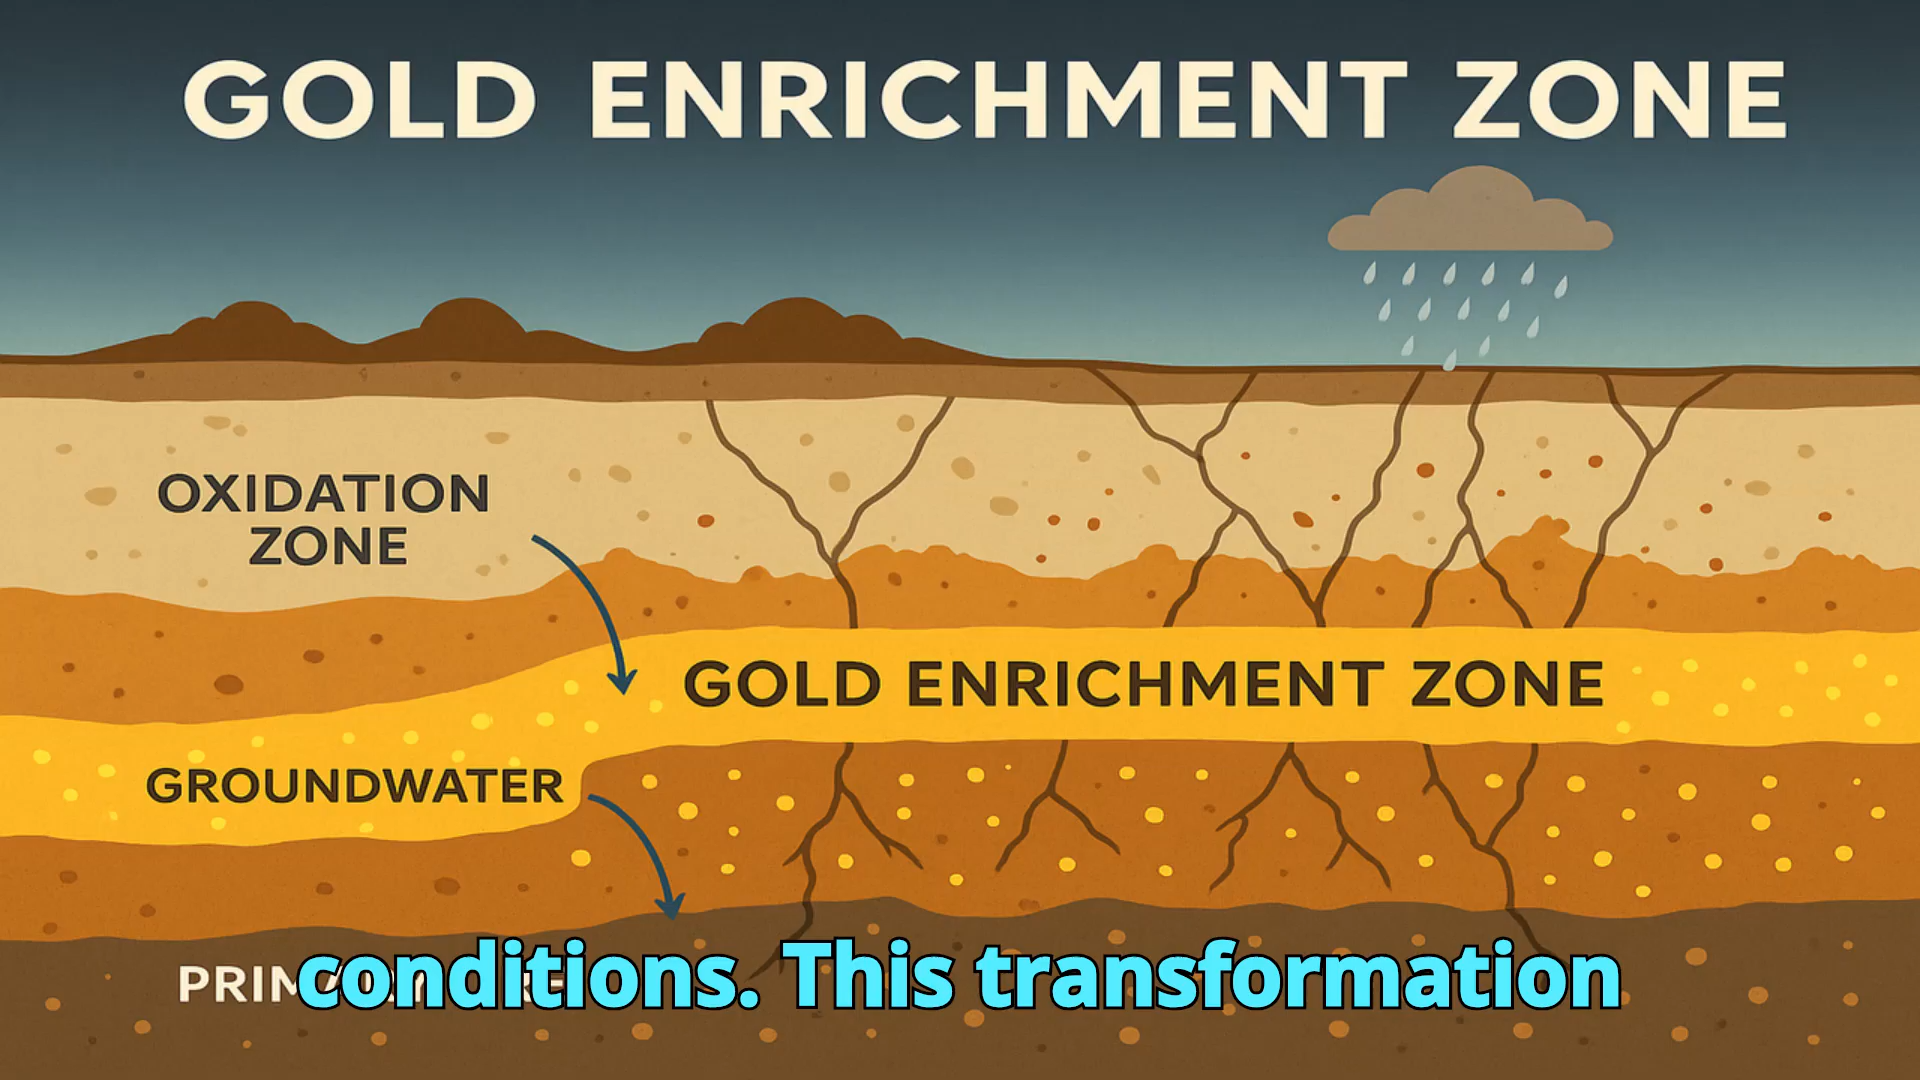 GOLD ENRICHMENT ZONE
OXIDATION
ZONE
GOLD ENRICHMENT ZONE
GROUNDWATER
conditions. This transformation